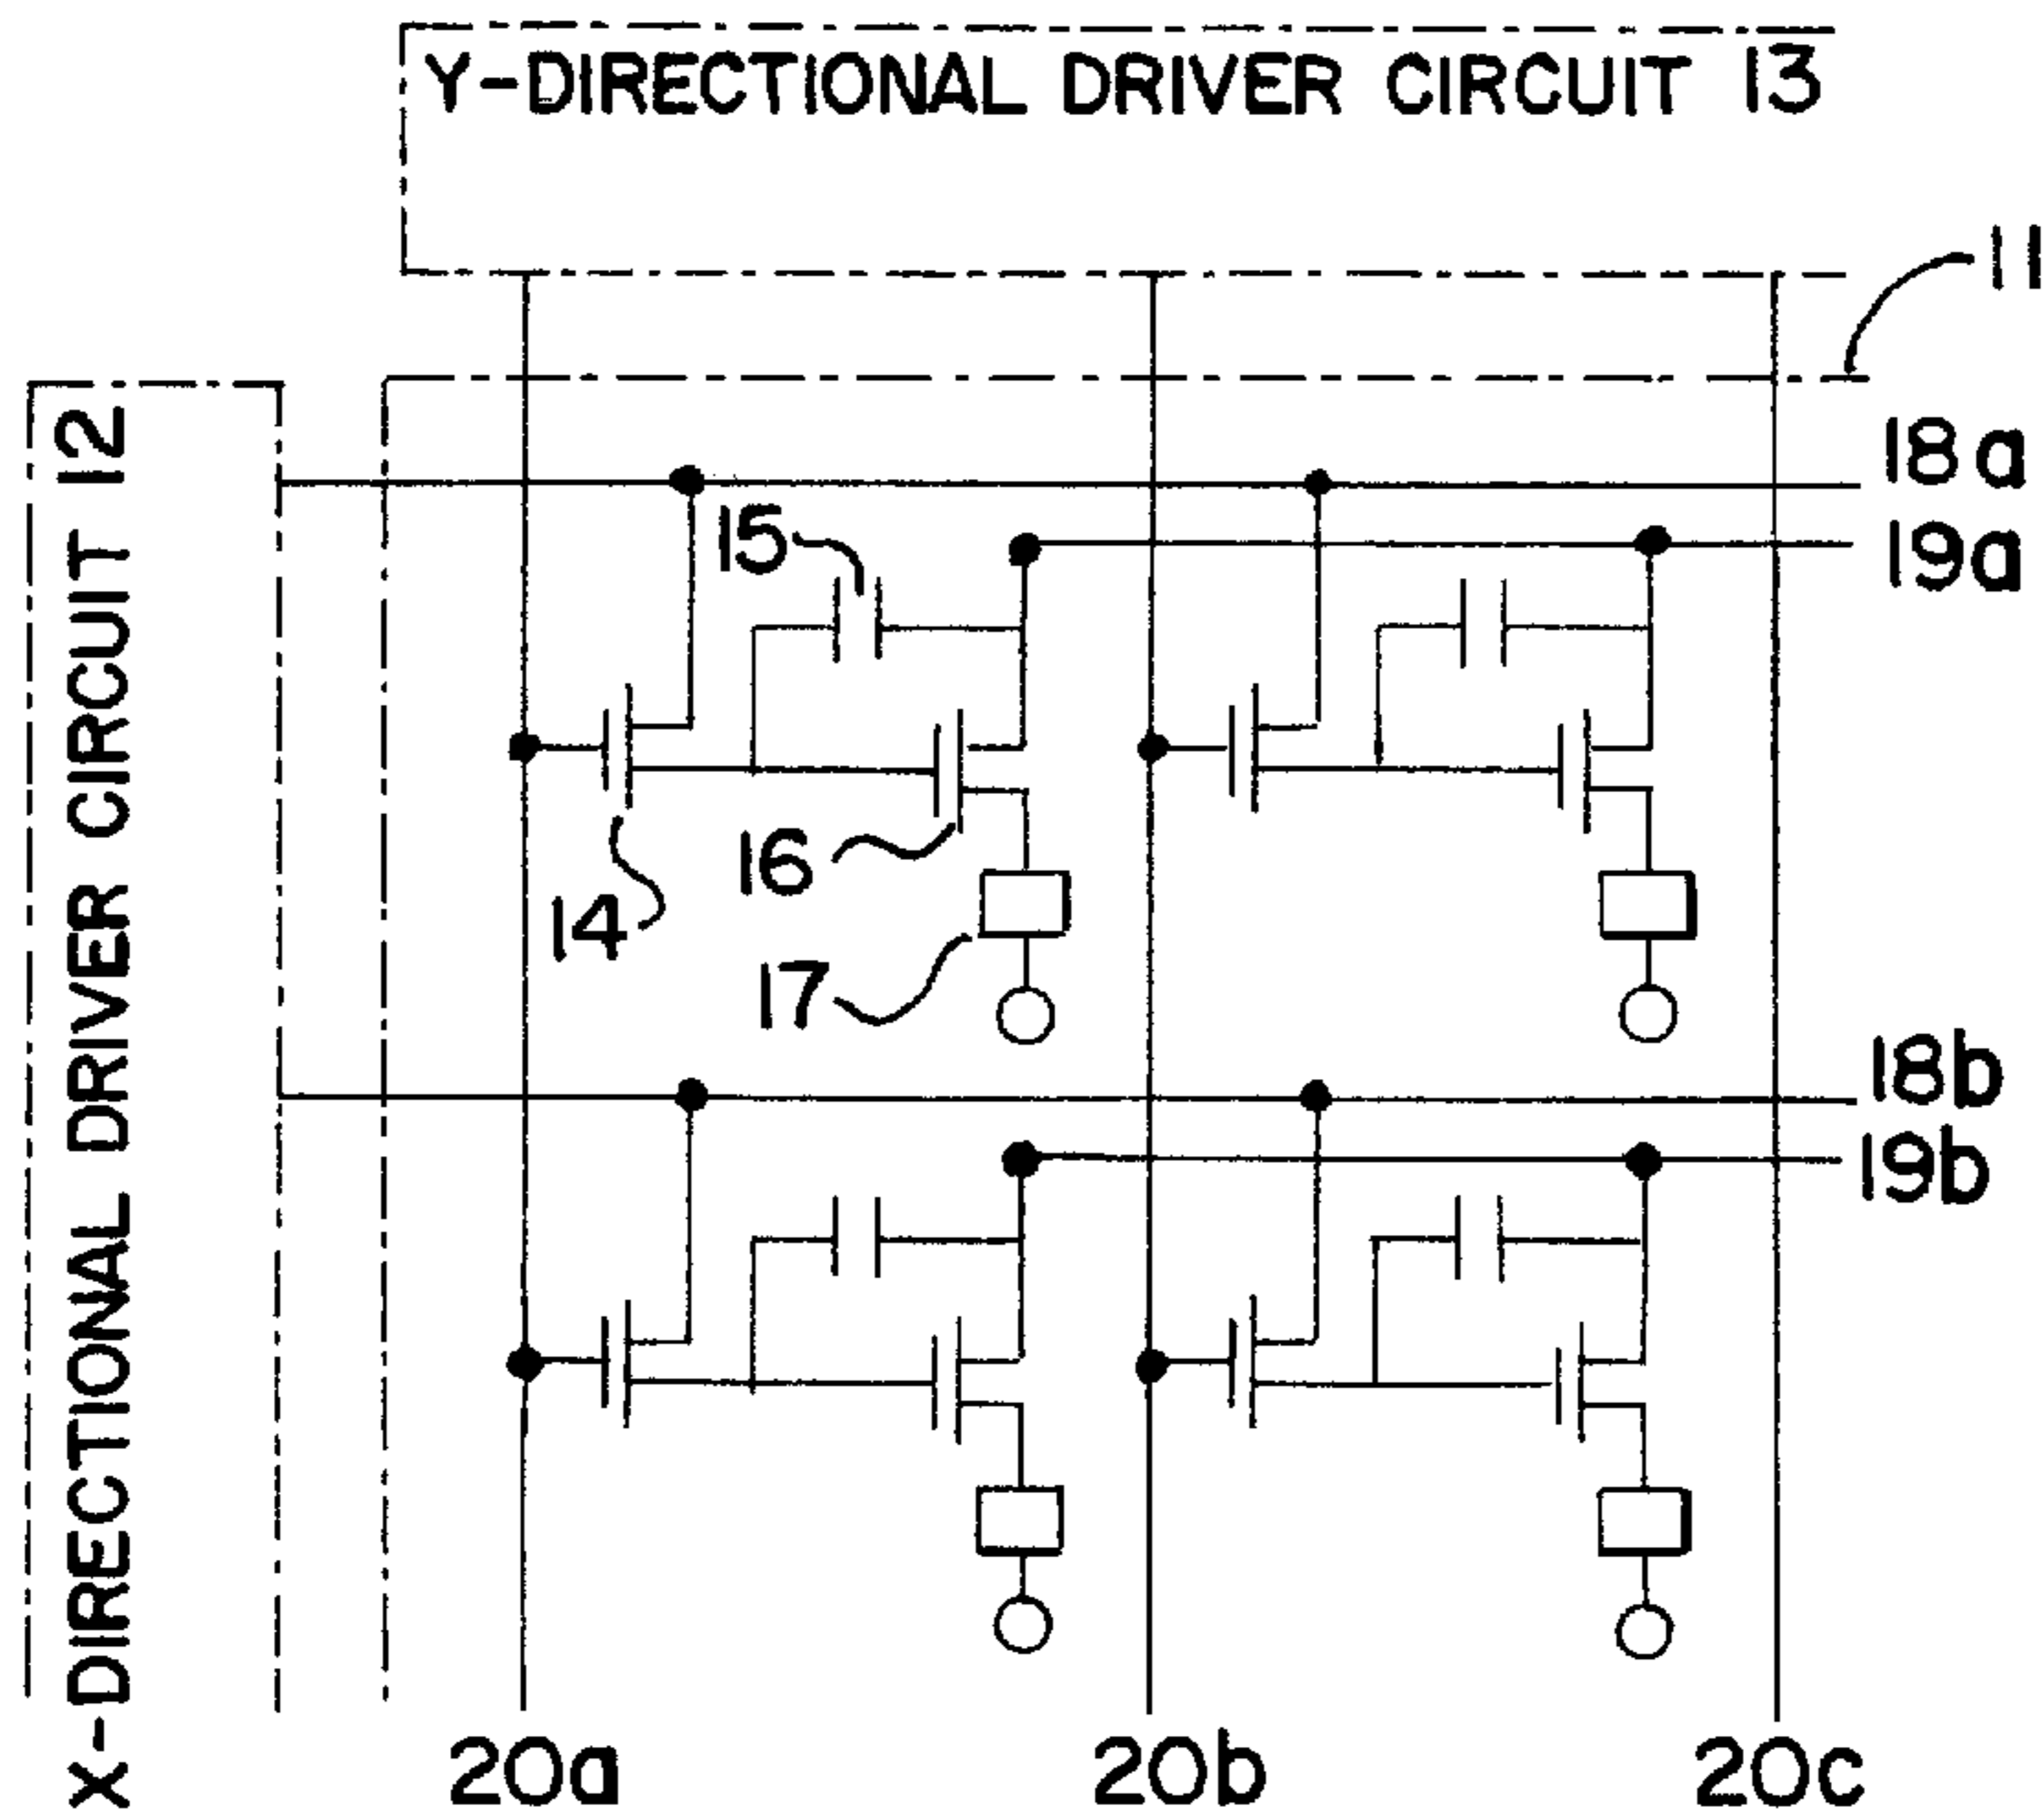 Y-DIRECTIONAL DRIVER CIRCUIT 13
11
X-DIRECTIONAL DRIVER CIRCUIT 12
18a
15
19a
16
14
17
18b
19b
20a
20b
20c